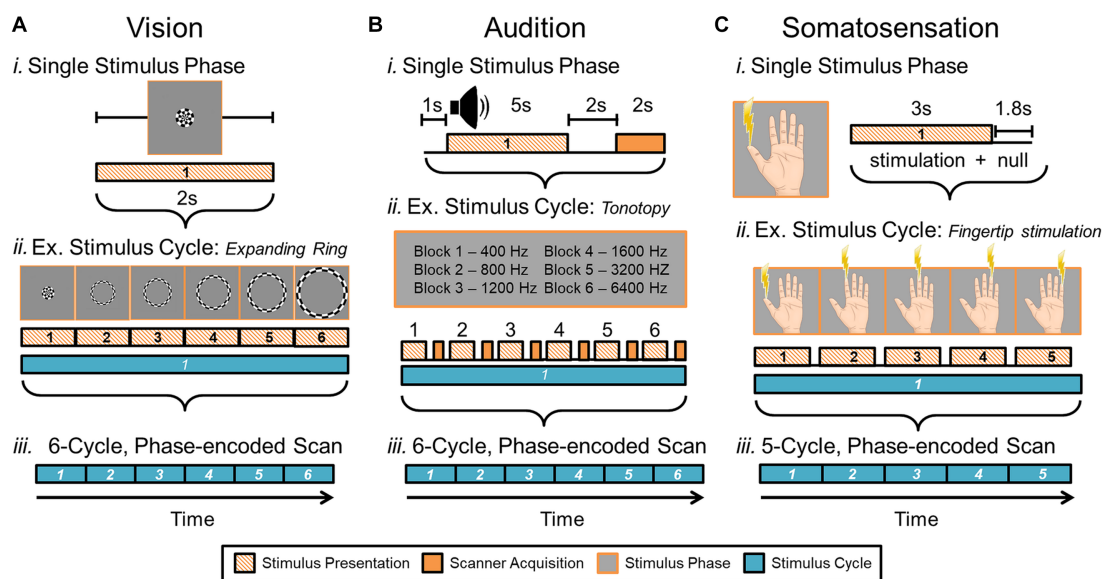 A Vision
i. Single Stimulus Phase
1
2s
ii. Ex. Stimulus Cycle: Expanding Ring
1 2 3 4 5 6
1
iii. 6-Cycle, Phase-encoded Scan
1 2 3 4 5 6
Time
B Audition
i. Single Stimulus Phase
1s 5s 2s 2s
1
ii. Ex. Stimulus Cycle: Tonotopy
Block 1 – 400 Hz Block 4 – 1600 Hz
Block 2 – 800 Hz Block 5 – 3200 HZ
Block 3 – 1200 Hz Block 6 – 6400 Hz
1 2 3 4 5 6
1
iii. 6-Cycle, Phase-encoded Scan
1 2 3 4 5 6
Time
C Somatosensation
i. Single Stimulus Phase
3s 1.8s
1
stimulation + null
ii. Ex. Stimulus Cycle: Fingertip stimulation
1 2 3 4 5
1
iii. 5-Cycle, Phase-encoded Scan
1 2 3 4 5
Time
Stimulus Presentation Scanner Acquisition Stimulus Phase Stimulus Cycle